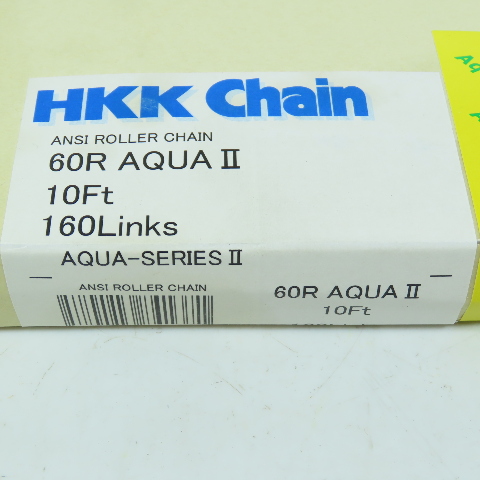 HKK Chain
ANSI ROLLER CHAIN
60R AQUA II
10Ft
160Links
AQUA-SERIES II
ANSI ROLLER CHAIN
60R AQUA II
10Ft